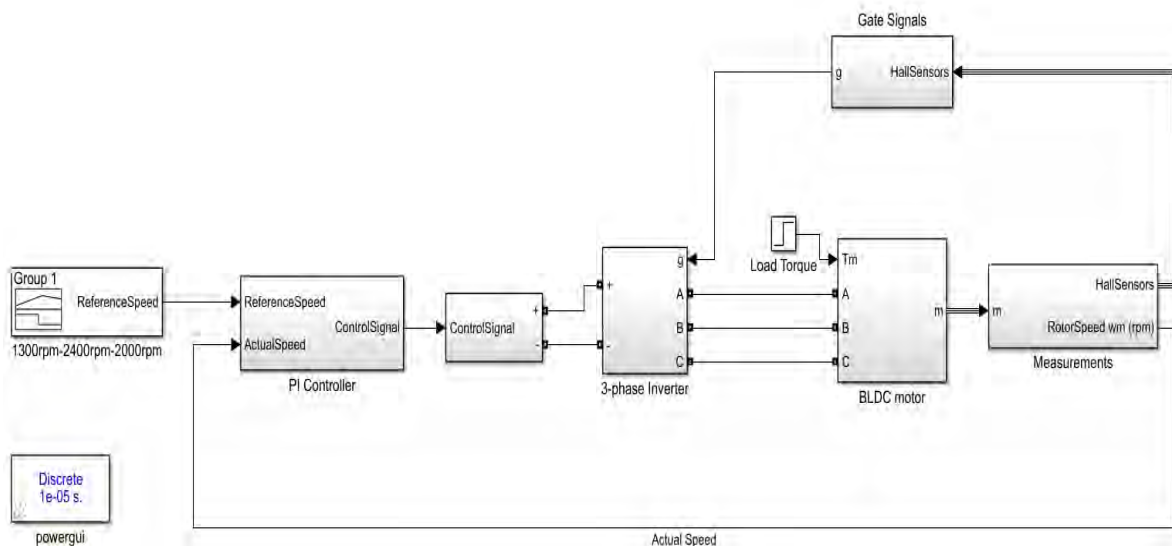 Gate Signals
g
HallSensors
Group 1
ReferenceSpeed
1300rpm-2400rpm-2000rpm
ReferenceSpeed
ControlSignal
ActualSpeed
PI Controller
ControlSignal
+
-
g
+
A
B
-
C
3-phase Inverter
Load Torque
Tm
A
m
B
C
BLDC motor
HallSensors
m
RotorSpeed wm (rpm)
Measurements
Discrete
1e-05 s.
powergui
Actual Speed